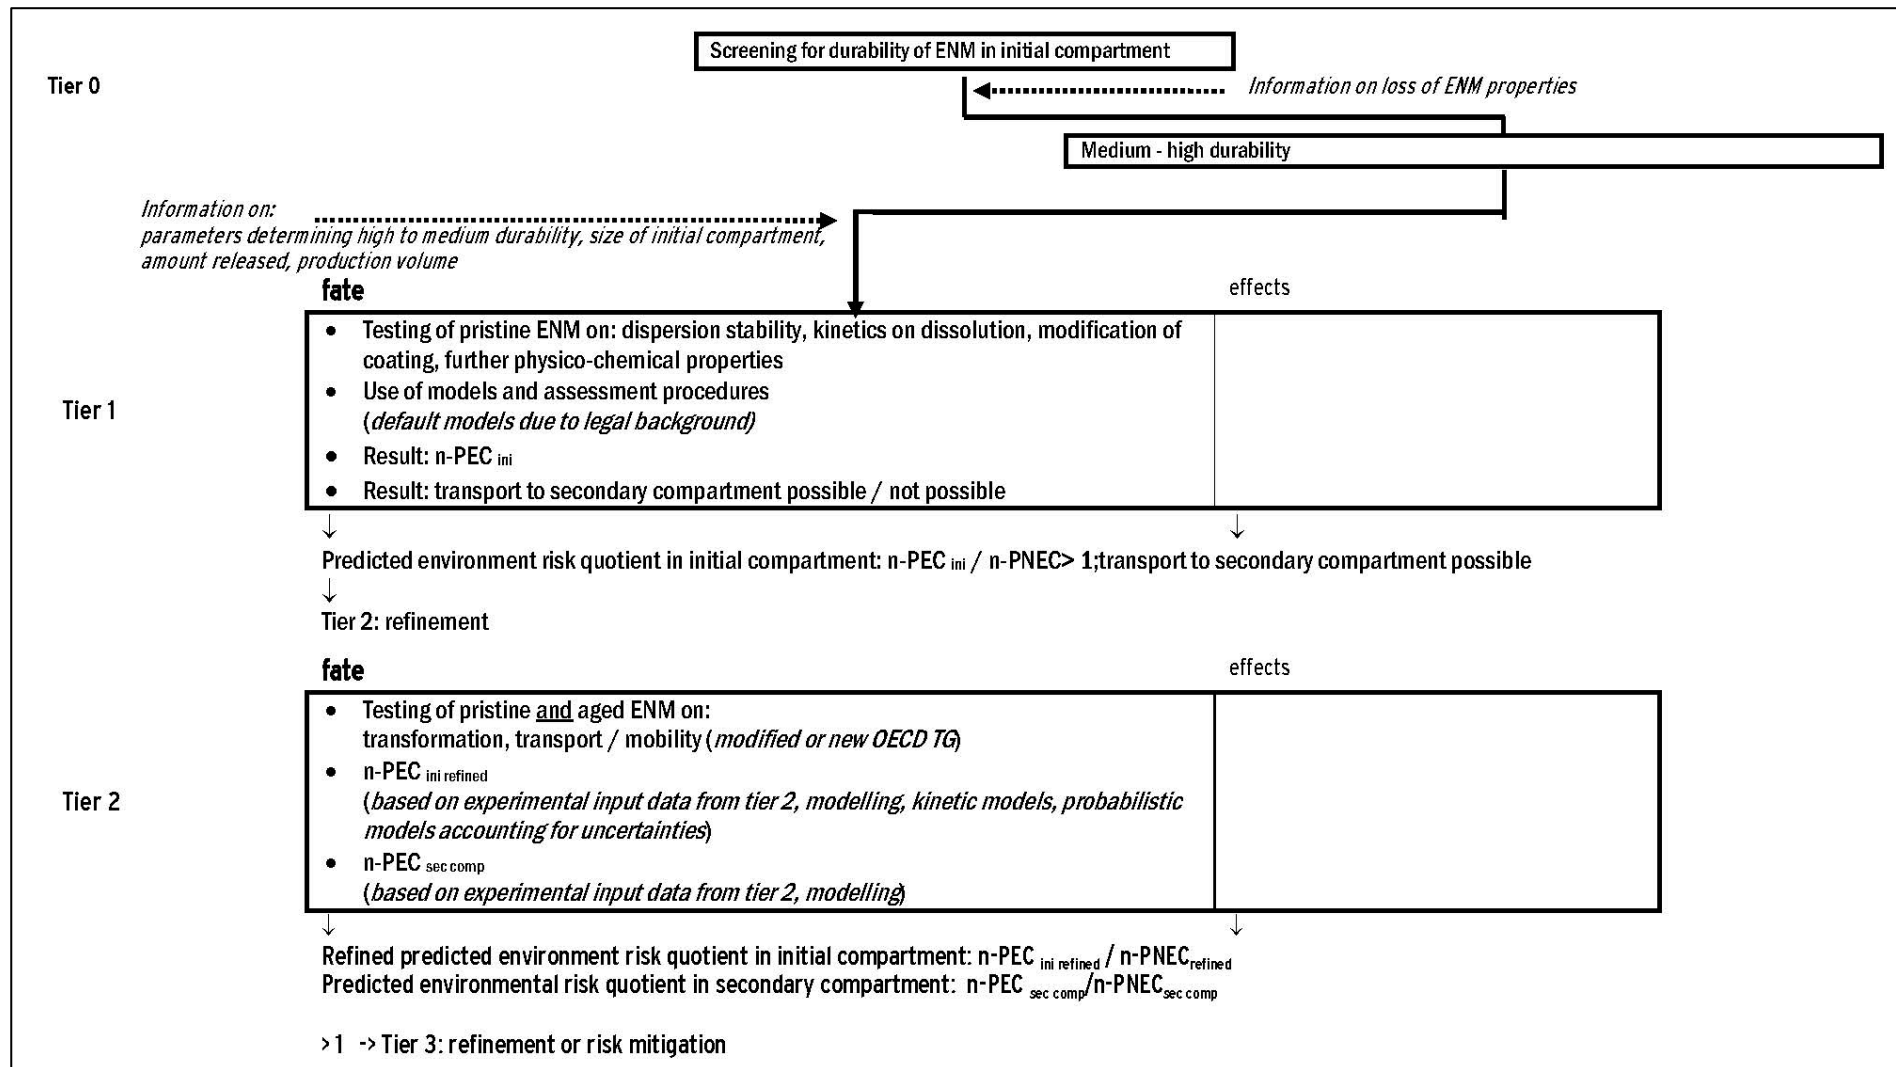 Screening for durability of ENM in initial compartment
Tier 0
Information on loss of ENM properties
Medium - high durability
Information on:
parameters determining high to medium durability, size of initial compartment,
amount released, production volume
fate
effects
• Testing of pristine ENM on: dispersion stability, kinetics on dissolution, modification of
coating, further physico-chemical properties
• Use of models and assessment procedures
Tier 1
(default models due to legal background)
• Result: n-PEC ini
• Result: transport to secondary compartment possible / not possible
↓ ↓
Predicted environment risk quotient in initial compartment: n-PEC ini / n-PNEC> 1;transport to secondary compartment possible
↓
Tier 2: refinement
fate
effects
• Testing of pristine and aged ENM on:
transformation, transport / mobility (modified or new OECD TG)
• n-PEC ini refined
Tier 2
(based on experimental input data from tier 2, modelling, kinetic models, probabilistic
models accounting for uncertainties)
• n-PEC sec comp
(based on experimental input data from tier 2, modelling)
↓ ↓
Refined predicted environment risk quotient in initial compartment: n-PEC ini refined / n-PNECrefined
Predicted environmental risk quotient in secondary compartment: n-PEC sec comp/n-PNECsec comp
> 1 -> Tier 3: refinement or risk mitigation